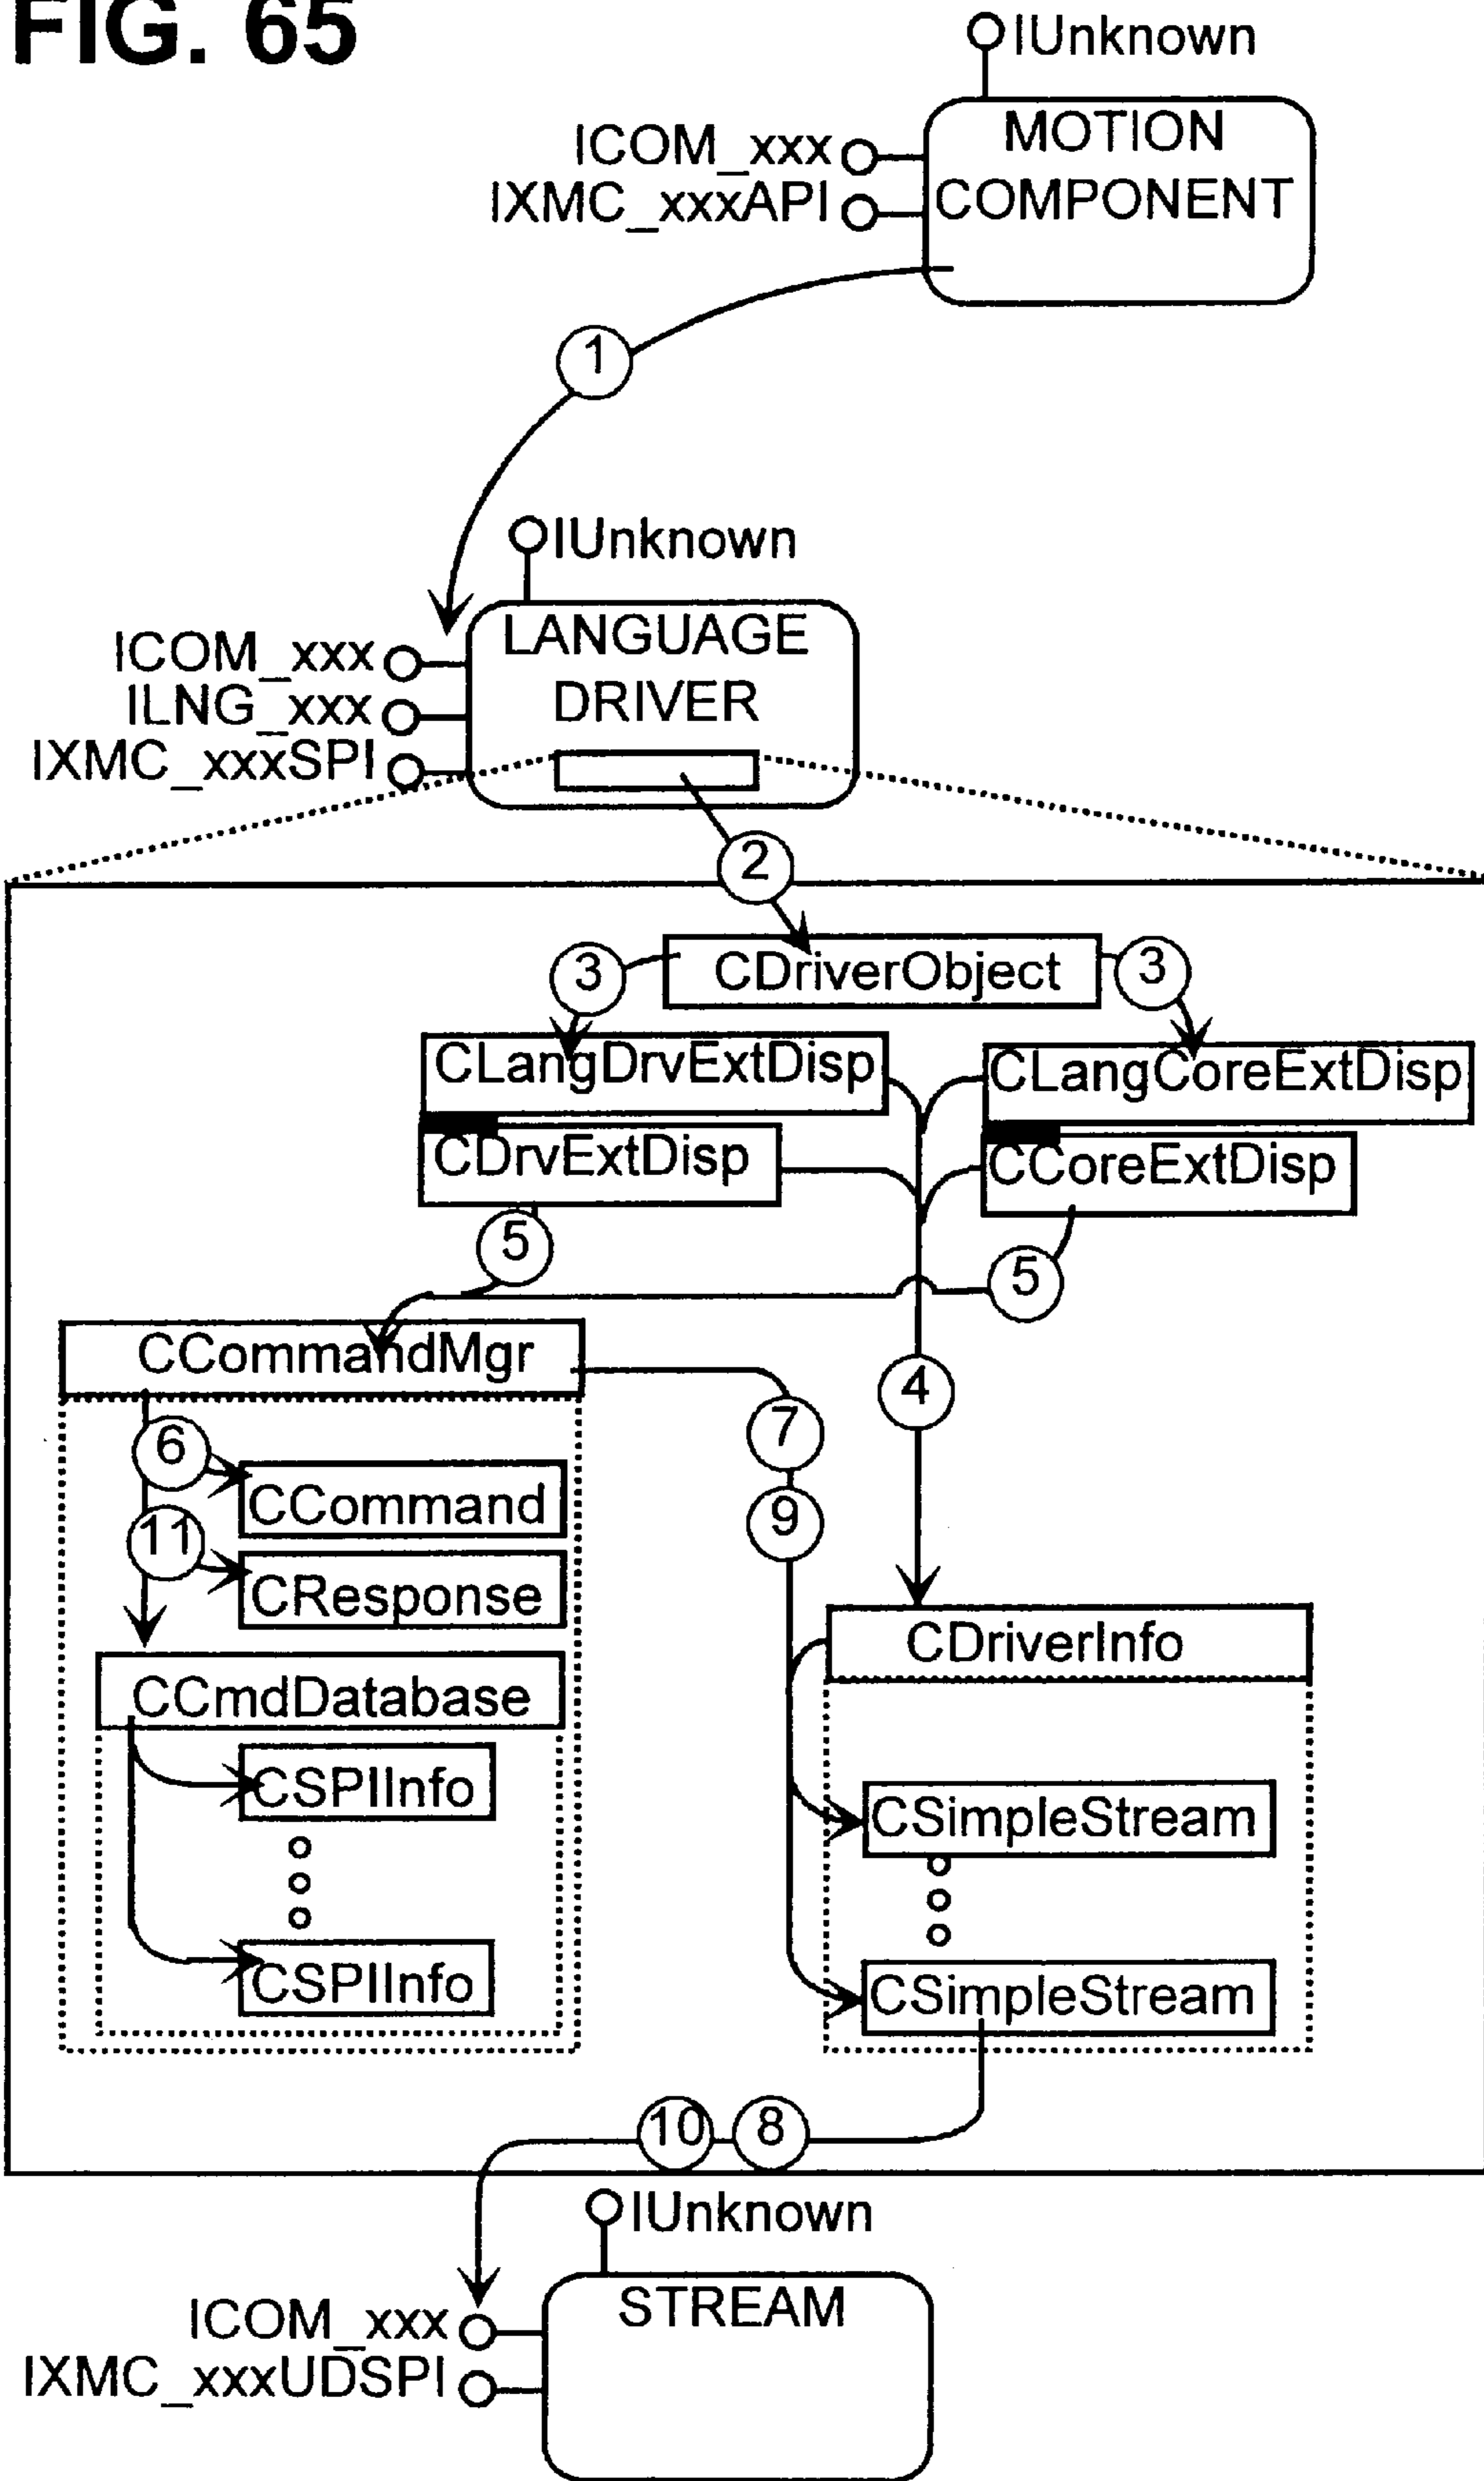 FIG. 65
IUnknown
ICOM_xxx
IXMC_xxxAPI
MOTION
COMPONENT
1
IUnknown
ICOM_xxx
ILNG_xxx
IXMC_xxxSPI
LANGUAGE
DRIVER
2
3
CDriverObject
3
CLangDrvExtDisp
CLangCoreExtDisp
CDrvExtDisp
CCoreExtDisp
5
5
CCommandMgr
4
7
6
CCommand
9
11
CResponse
CDriverInfo
CCmdDatabase
CSPIInfo
CSimpleStream
CSPIInfo
CSimpleStream
10
8
IUnknown
ICOM_xxx
IXMC_xxxUDSPI
STREAM